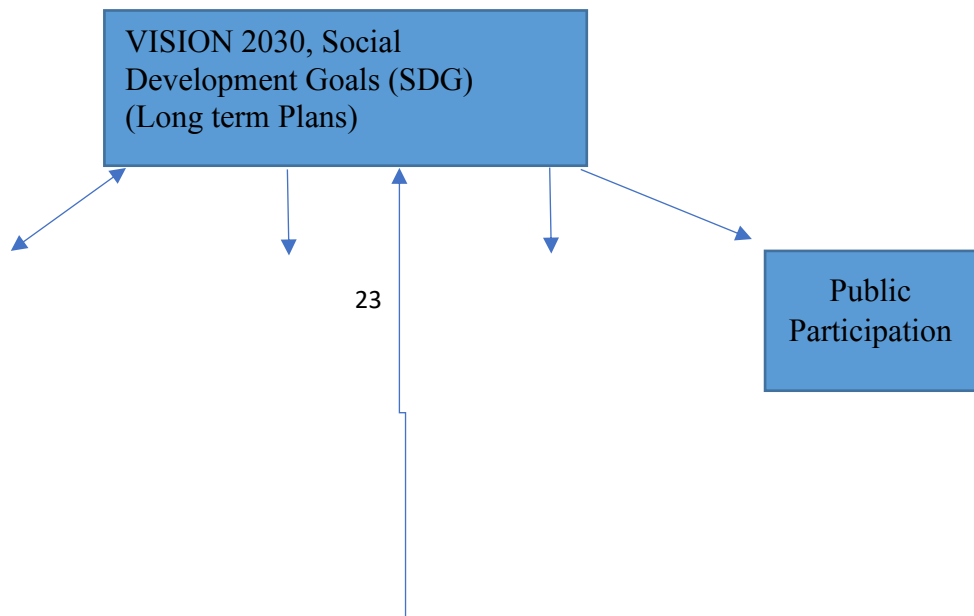 VISION 2030, Social
Development Goals (SDG)
(Long term Plans)
23
Public
Participation